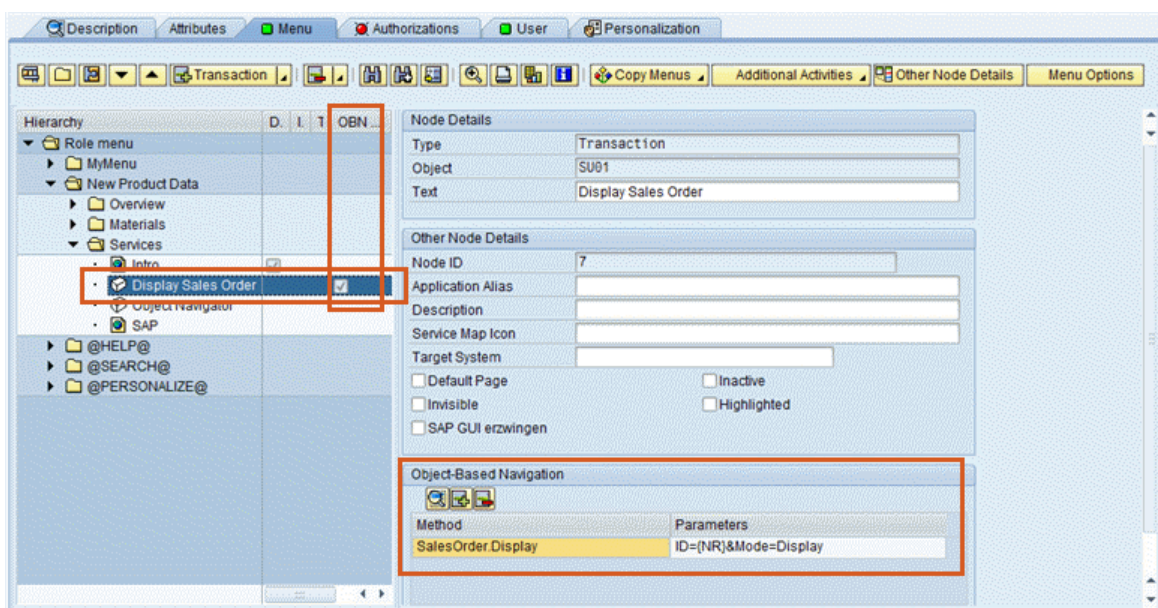 Description Attributes Menu Authorizations User Personalization
Transaction Copy Menus Additional Activities Other Node Details Menu Options
Hierarchy D. I. T OBN ...
Role menu
MyMenu
New Product Data
Overview
Materials
Services
Intro
Display Sales Order
Object Navigator
SAP
@HELP@
@SEARCH@
@PERSONALIZE@
Node Details
Type Transaction
Object SU01
Text Display Sales Order
Other Node Details
Node ID 7
Application Alias
Description
Service Map Icon
Target System
Default Page Inactive
Invisible Highlighted
SAP GUI erzwingen
Object-Based Navigation
Method Parameters
SalesOrder.Display ID={NR}&Mode=Display